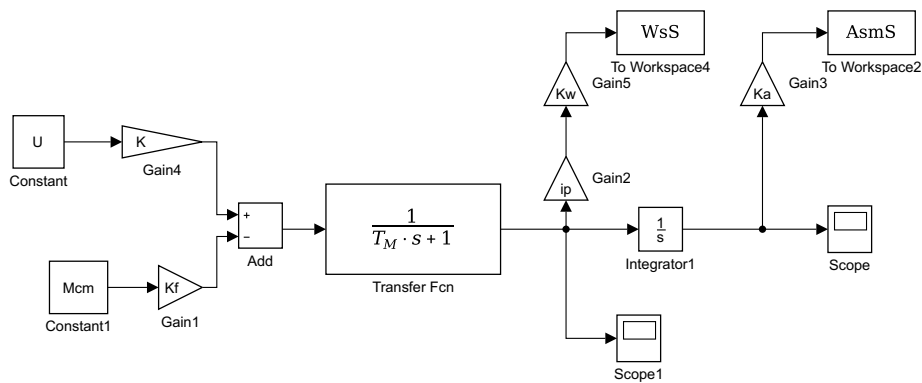 WsS
To Workspace4
AsmS
To Workspace2
Kw
Gain5
Ka
Gain3
U
Constant
K
Gain4
ip
Gain2
+
−
Add
1
T_M · s + 1
Transfer Fcn
1
s
Integrator1
Scope
Mcm
Constant1
Kf
Gain1
Scope1